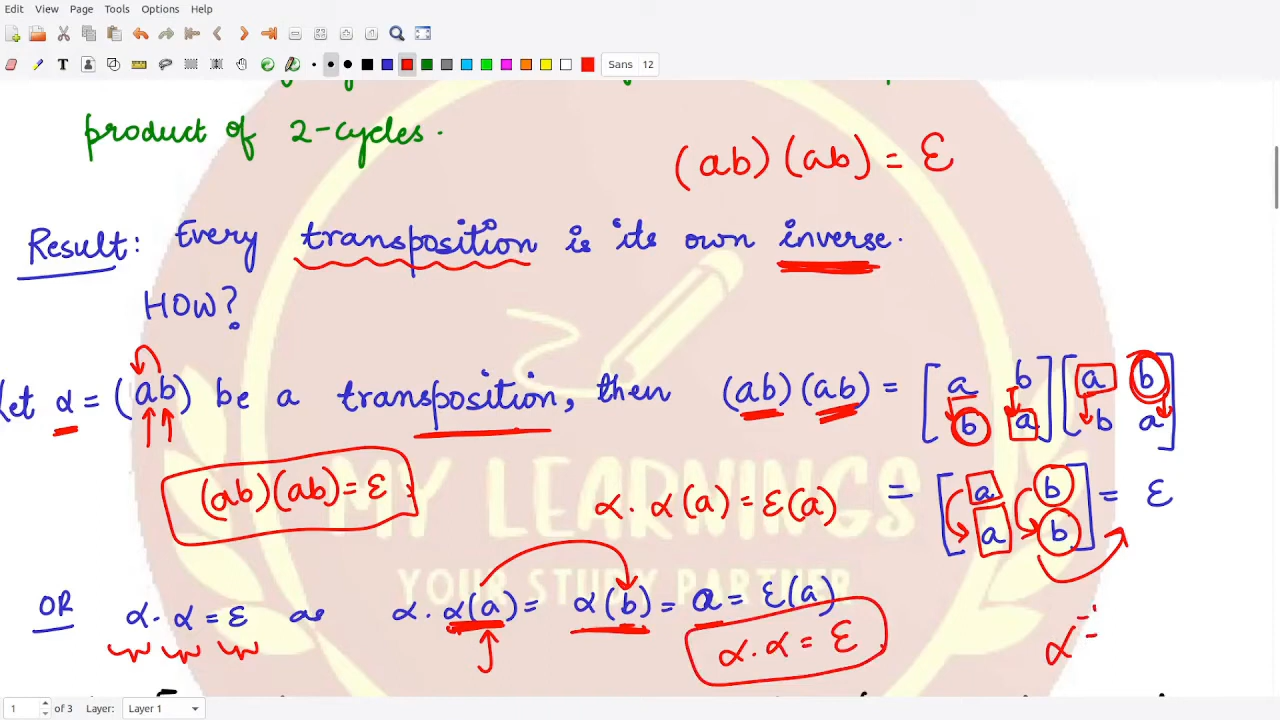 Edit View Page Tools Options Help
Sans 12
product of 2-cycles.
(ab)(ab) = ε
Result: Every transposition is its own inverse.
HOW?
Let α = (ab) be a transposition, then (ab)(ab) = [a b] [a b]
[b a] [b a]
(ab)(ab) = ε
α. α(a) = ε(a)
= [a b] = ε
[a b]
MY LEARNINGS
YOUR STUDY PARTNER
OR α. α = ε as α. α(a) = α(b) = a = ε(a)
α. α = ε
α⁻¹ =
1 of 3 Layer: Layer 1